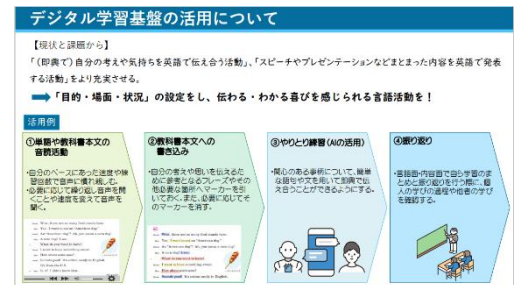 デジタル学習基盤の活用について
【現状と課題から】
「(即興で)自分の考えや気持ちを英語で伝え合う活動」、「スピーチやプレゼンテーションなどまとまった内容を英語で発表
する活動」をより充実させる。
「目的・場面・状況」の設定をし、伝わる・わかる喜びを感じられる言語活動を！
活用例
①単語や教科書本文の
音読活動
・自分のペースにあった速度や練
習回数で音声に慣れ親しむ。
・必要に応じて繰り返し音声を聞
くことや速度を変えて音声を
聞く。
②教科書本文への
書き込み
・自分の考えや思いを伝えるた
めに参考となるフレーズやその
他必要な箇所へマーカーを引
いておく。また、必要に応じてそ
のマーカーを消す。
③やりとり練習(AIの活用)
・関心のある事柄について、簡単
な語句や文を用いて即興で伝
え合うことができるようにする。
④振り返り
・言語面・内容面で自ら学習のま
とめと振り返りを行う際に、個
人の学びの過程や他者の学び
を確認する。